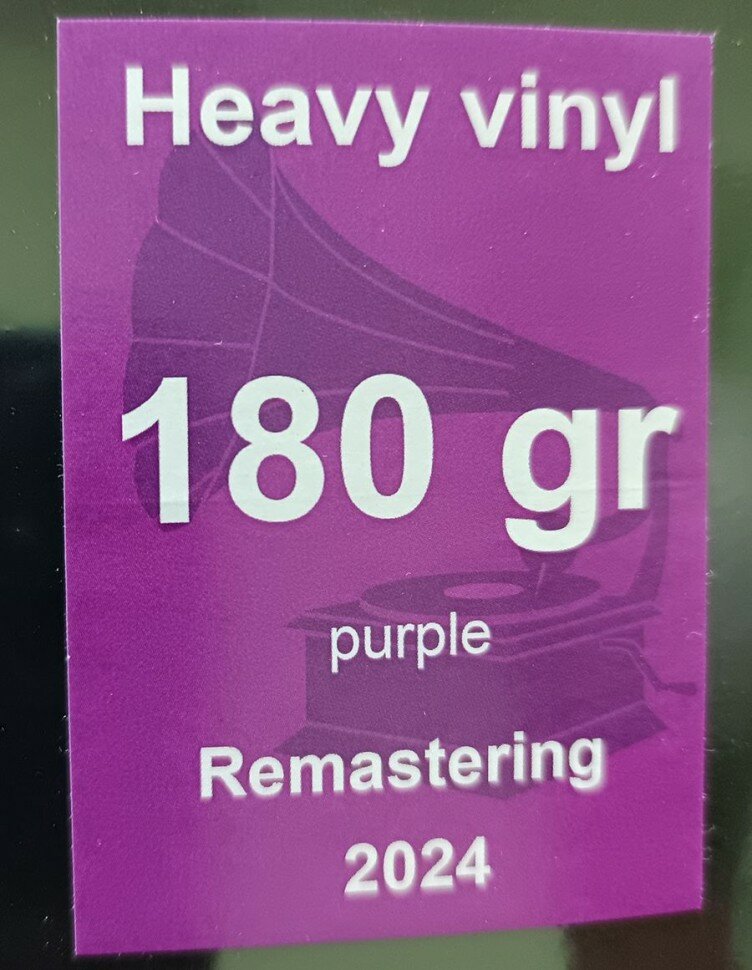 Heavy vinyl
180 gr
purple
Remastering
2024